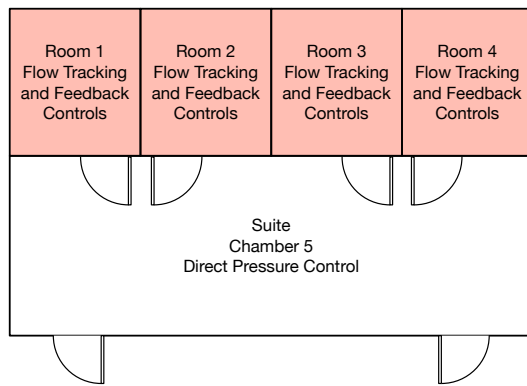 Room 1
Flow Tracking
and Feedback
Controls
Room 2
Flow Tracking
and Feedback
Controls
Room 3
Flow Tracking
and Feedback
Controls
Room 4
Flow Tracking
and Feedback
Controls
Suite
Chamber 5
Direct Pressure Control